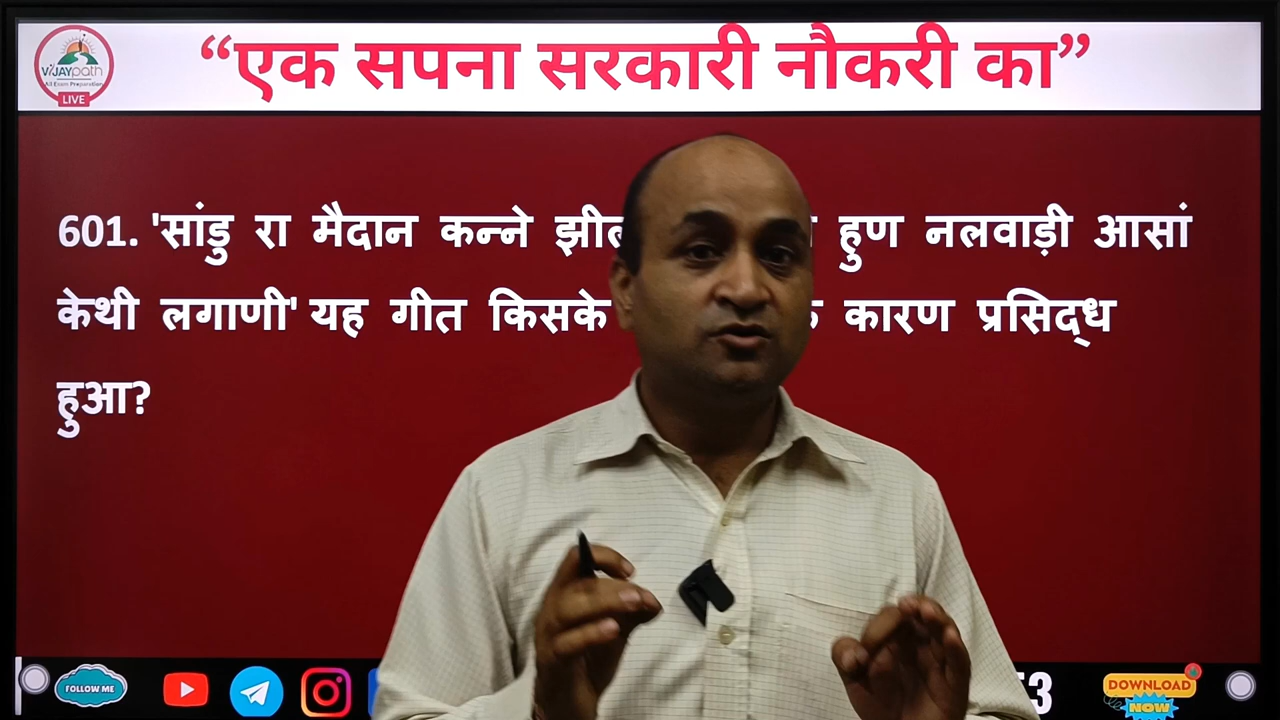 “एक सपना सरकारी नौकरी का”
VIJAYpath
All Exam Preparation
LIVE
601. 'सांडु रा मैदान कन्ने हुण नलवाड़ी आसां
केथी लगाणी' यह गीत किसके कारण प्रसिद्ध
हुआ?
FOLLOW ME
53
DOWNLOAD
NOW